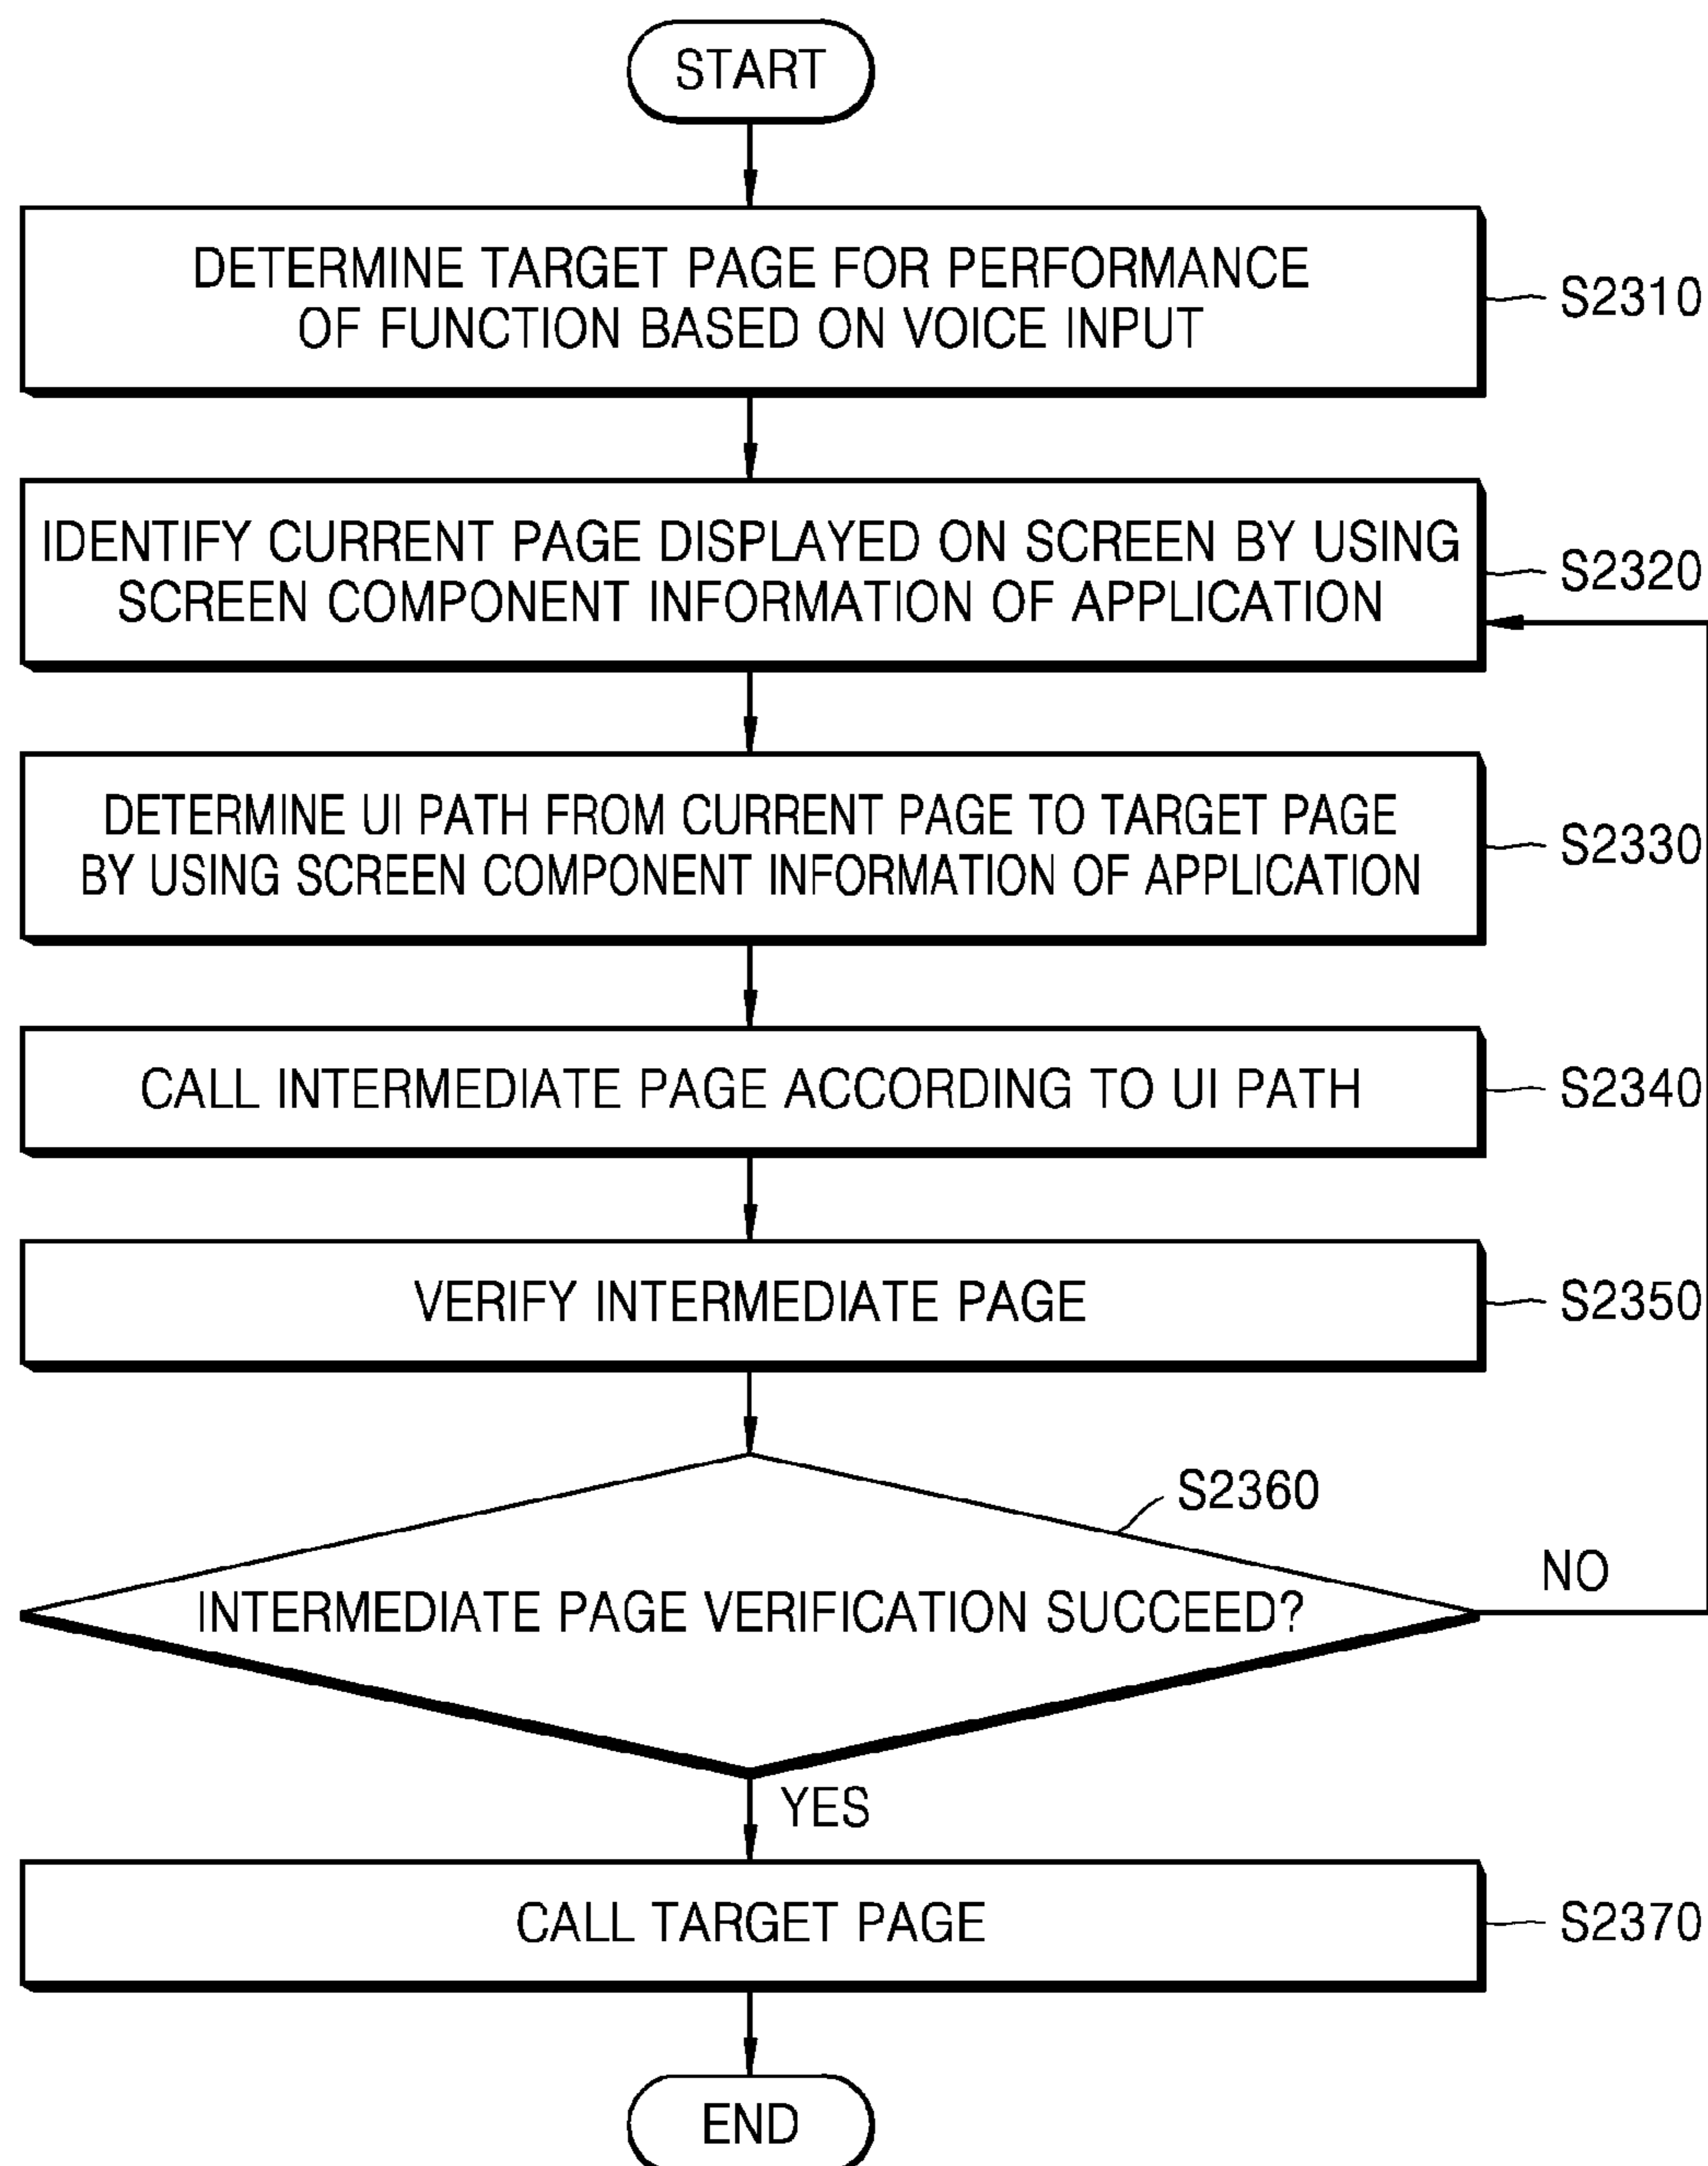 START
DETERMINE TARGET PAGE FOR PERFORMANCE
OF FUNCTION BASED ON VOICE INPUT
S2310
IDENTIFY CURRENT PAGE DISPLAYED ON SCREEN BY USING
SCREEN COMPONENT INFORMATION OF APPLICATION
S2320
DETERMINE UI PATH FROM CURRENT PAGE TO TARGET PAGE
BY USING SCREEN COMPONENT INFORMATION OF APPLICATION
S2330
CALL INTERMEDIATE PAGE ACCORDING TO UI PATH
S2340
VERIFY INTERMEDIATE PAGE
S2350
S2360
INTERMEDIATE PAGE VERIFICATION SUCCEED?
NO
YES
CALL TARGET PAGE
S2370
END